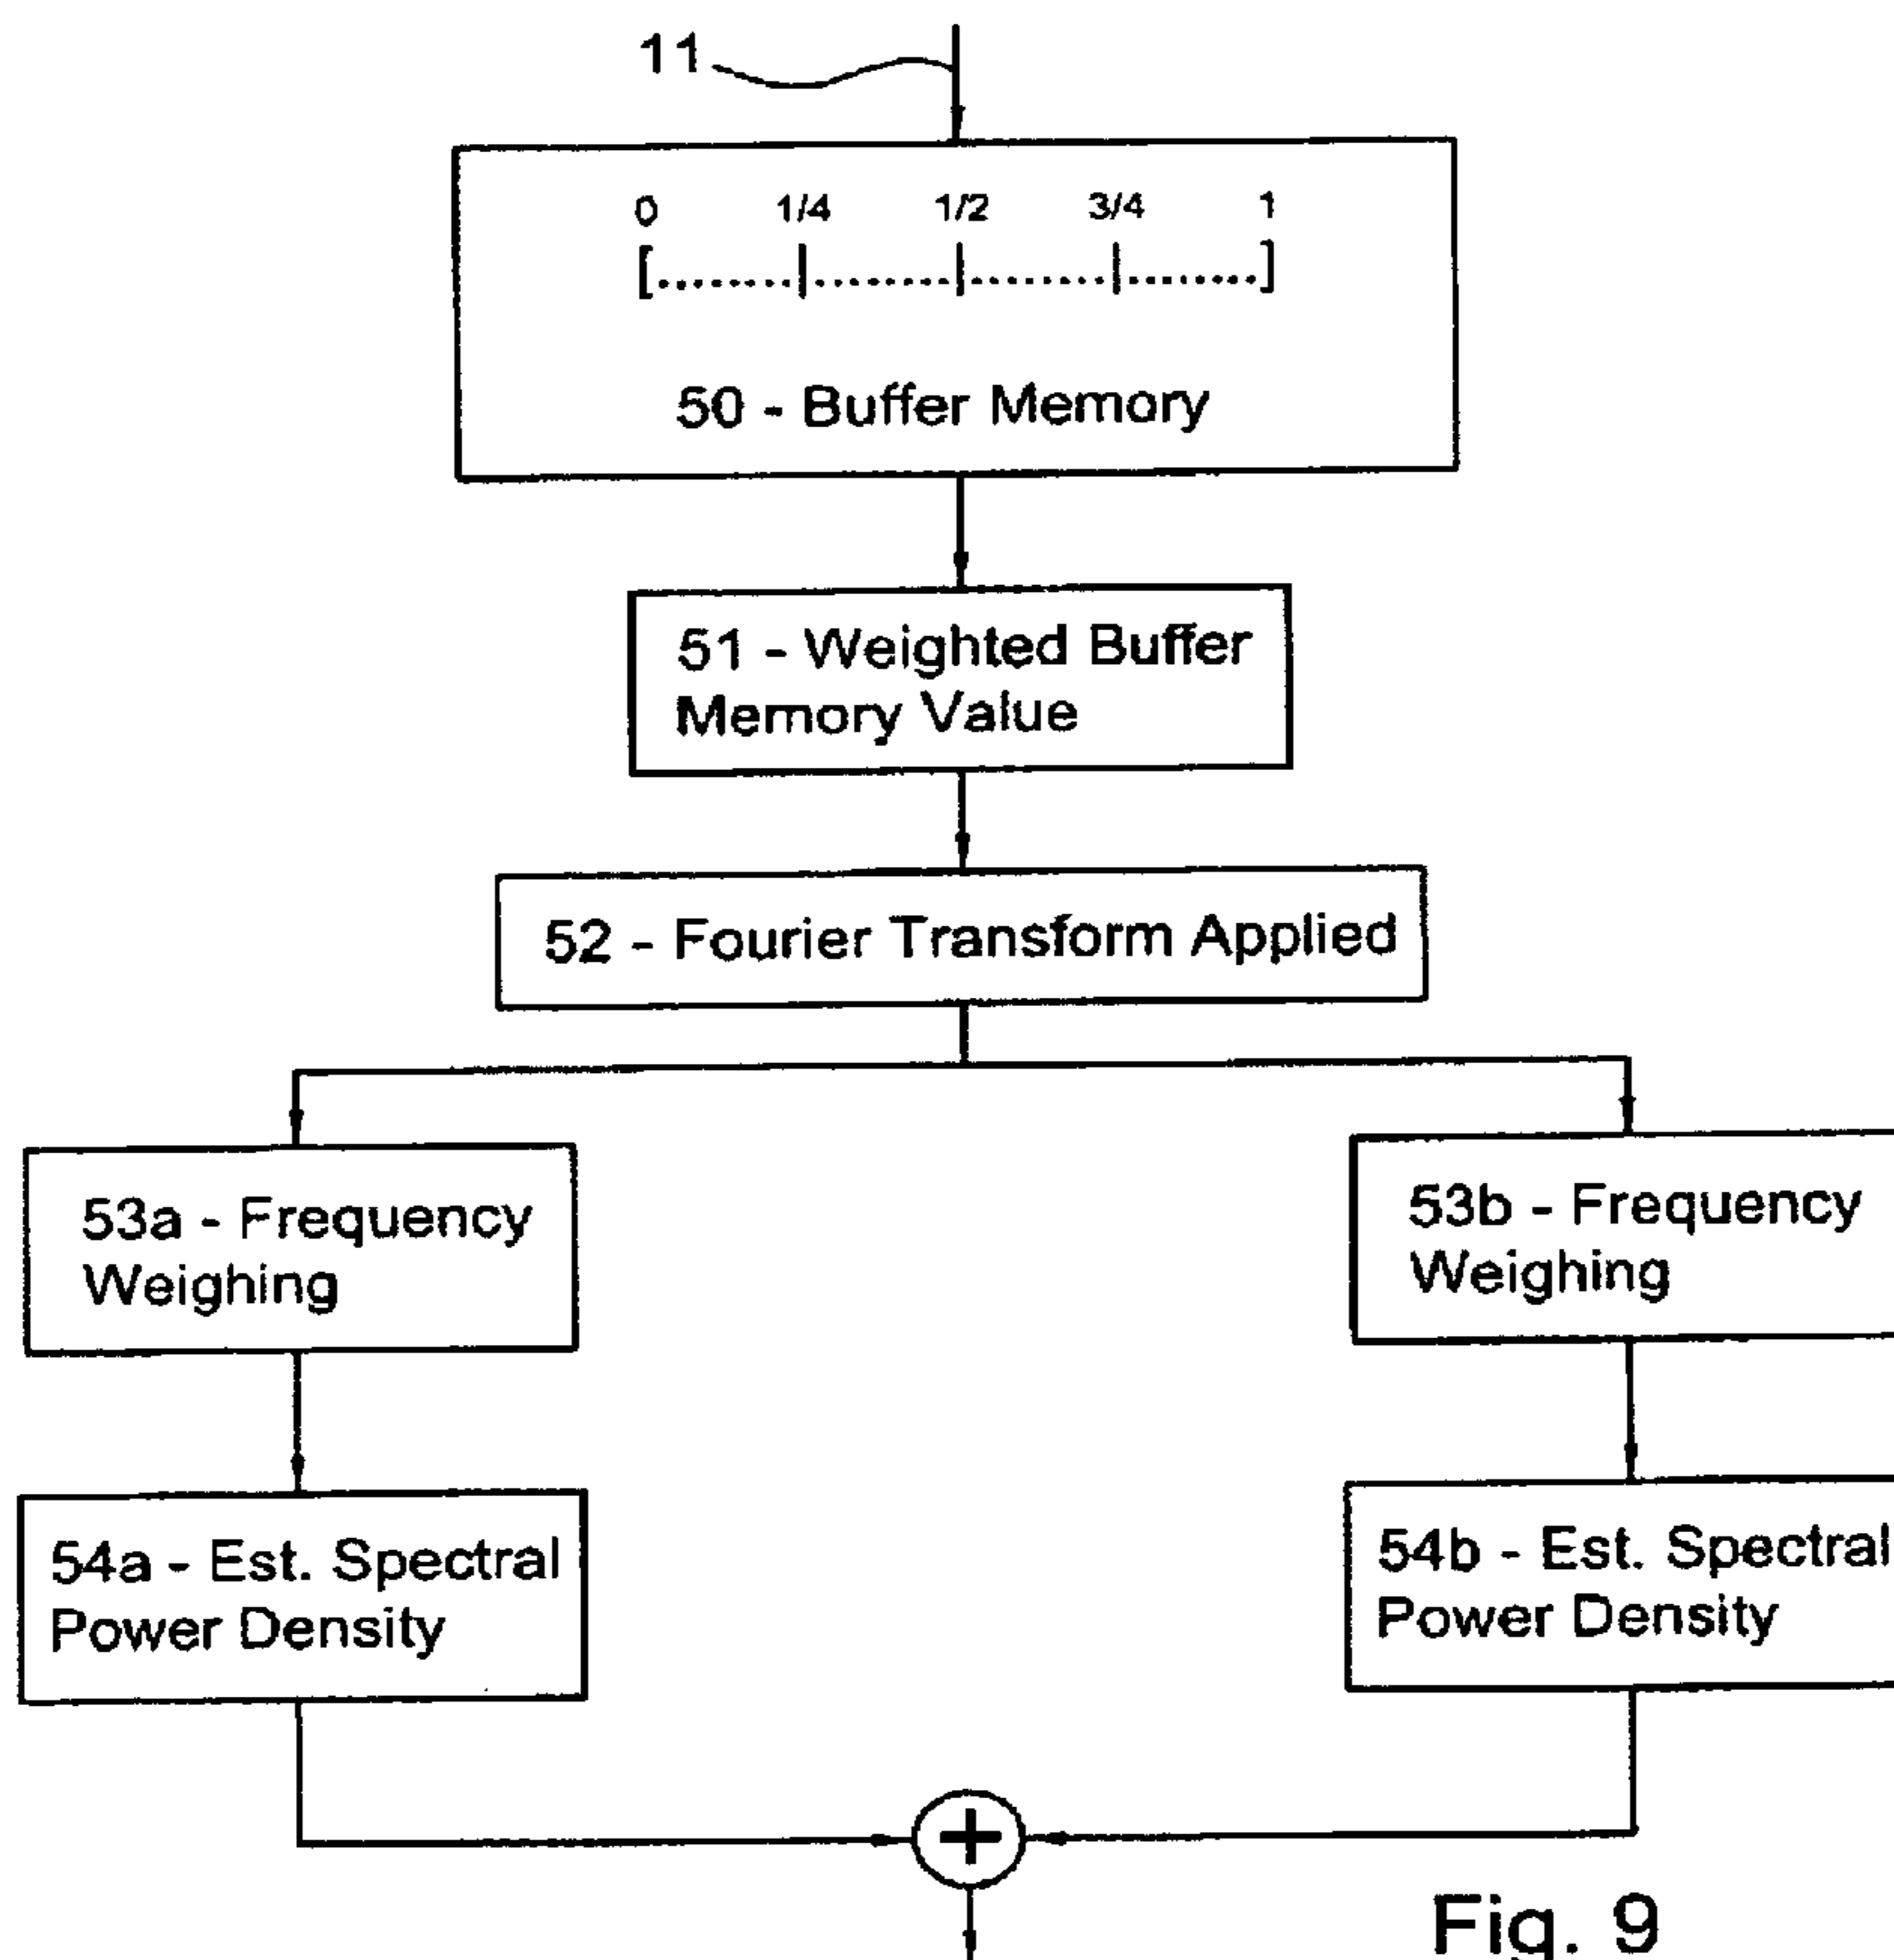 11
0 1/4 1/2 3/4 1
50 - Buffer Memory
51 - Weighted Buffer
Memory Value
52 - Fourier Transform Applied
53a - Frequency
Weighing
53b - Frequency
Weighing
54a - Est. Spectral
Power Density
54b - Est. Spectral
Power Density
+
Fig. 9